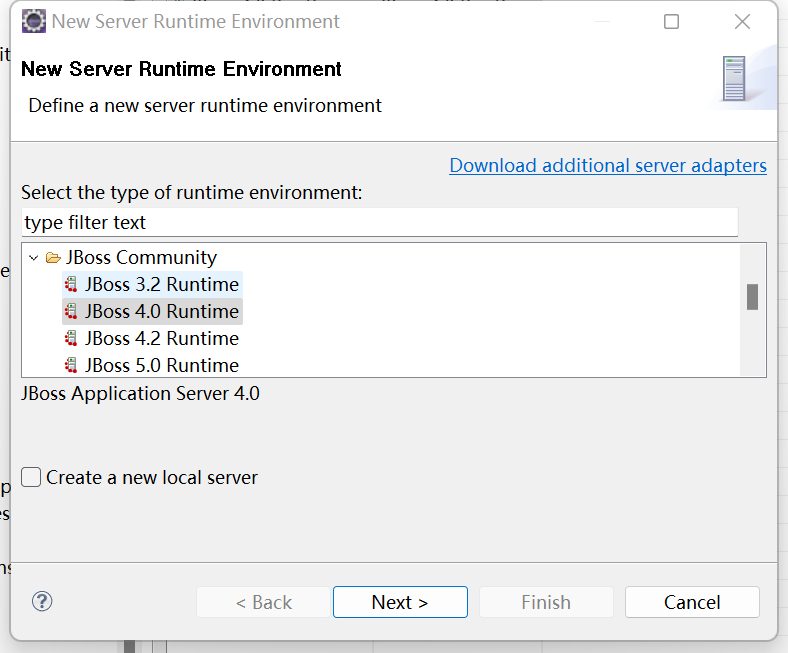 New Server Runtime Environment
New Server Runtime Environment
Define a new server runtime environment
Download additional server adapters
Select the type of runtime environment:
type filter text
JBoss Community
JBoss 3.2 Runtime
JBoss 4.0 Runtime
JBoss 4.2 Runtime
JBoss 5.0 Runtime
JBoss Application Server 4.0
Create a new local server
? < Back Next > Finish Cancel